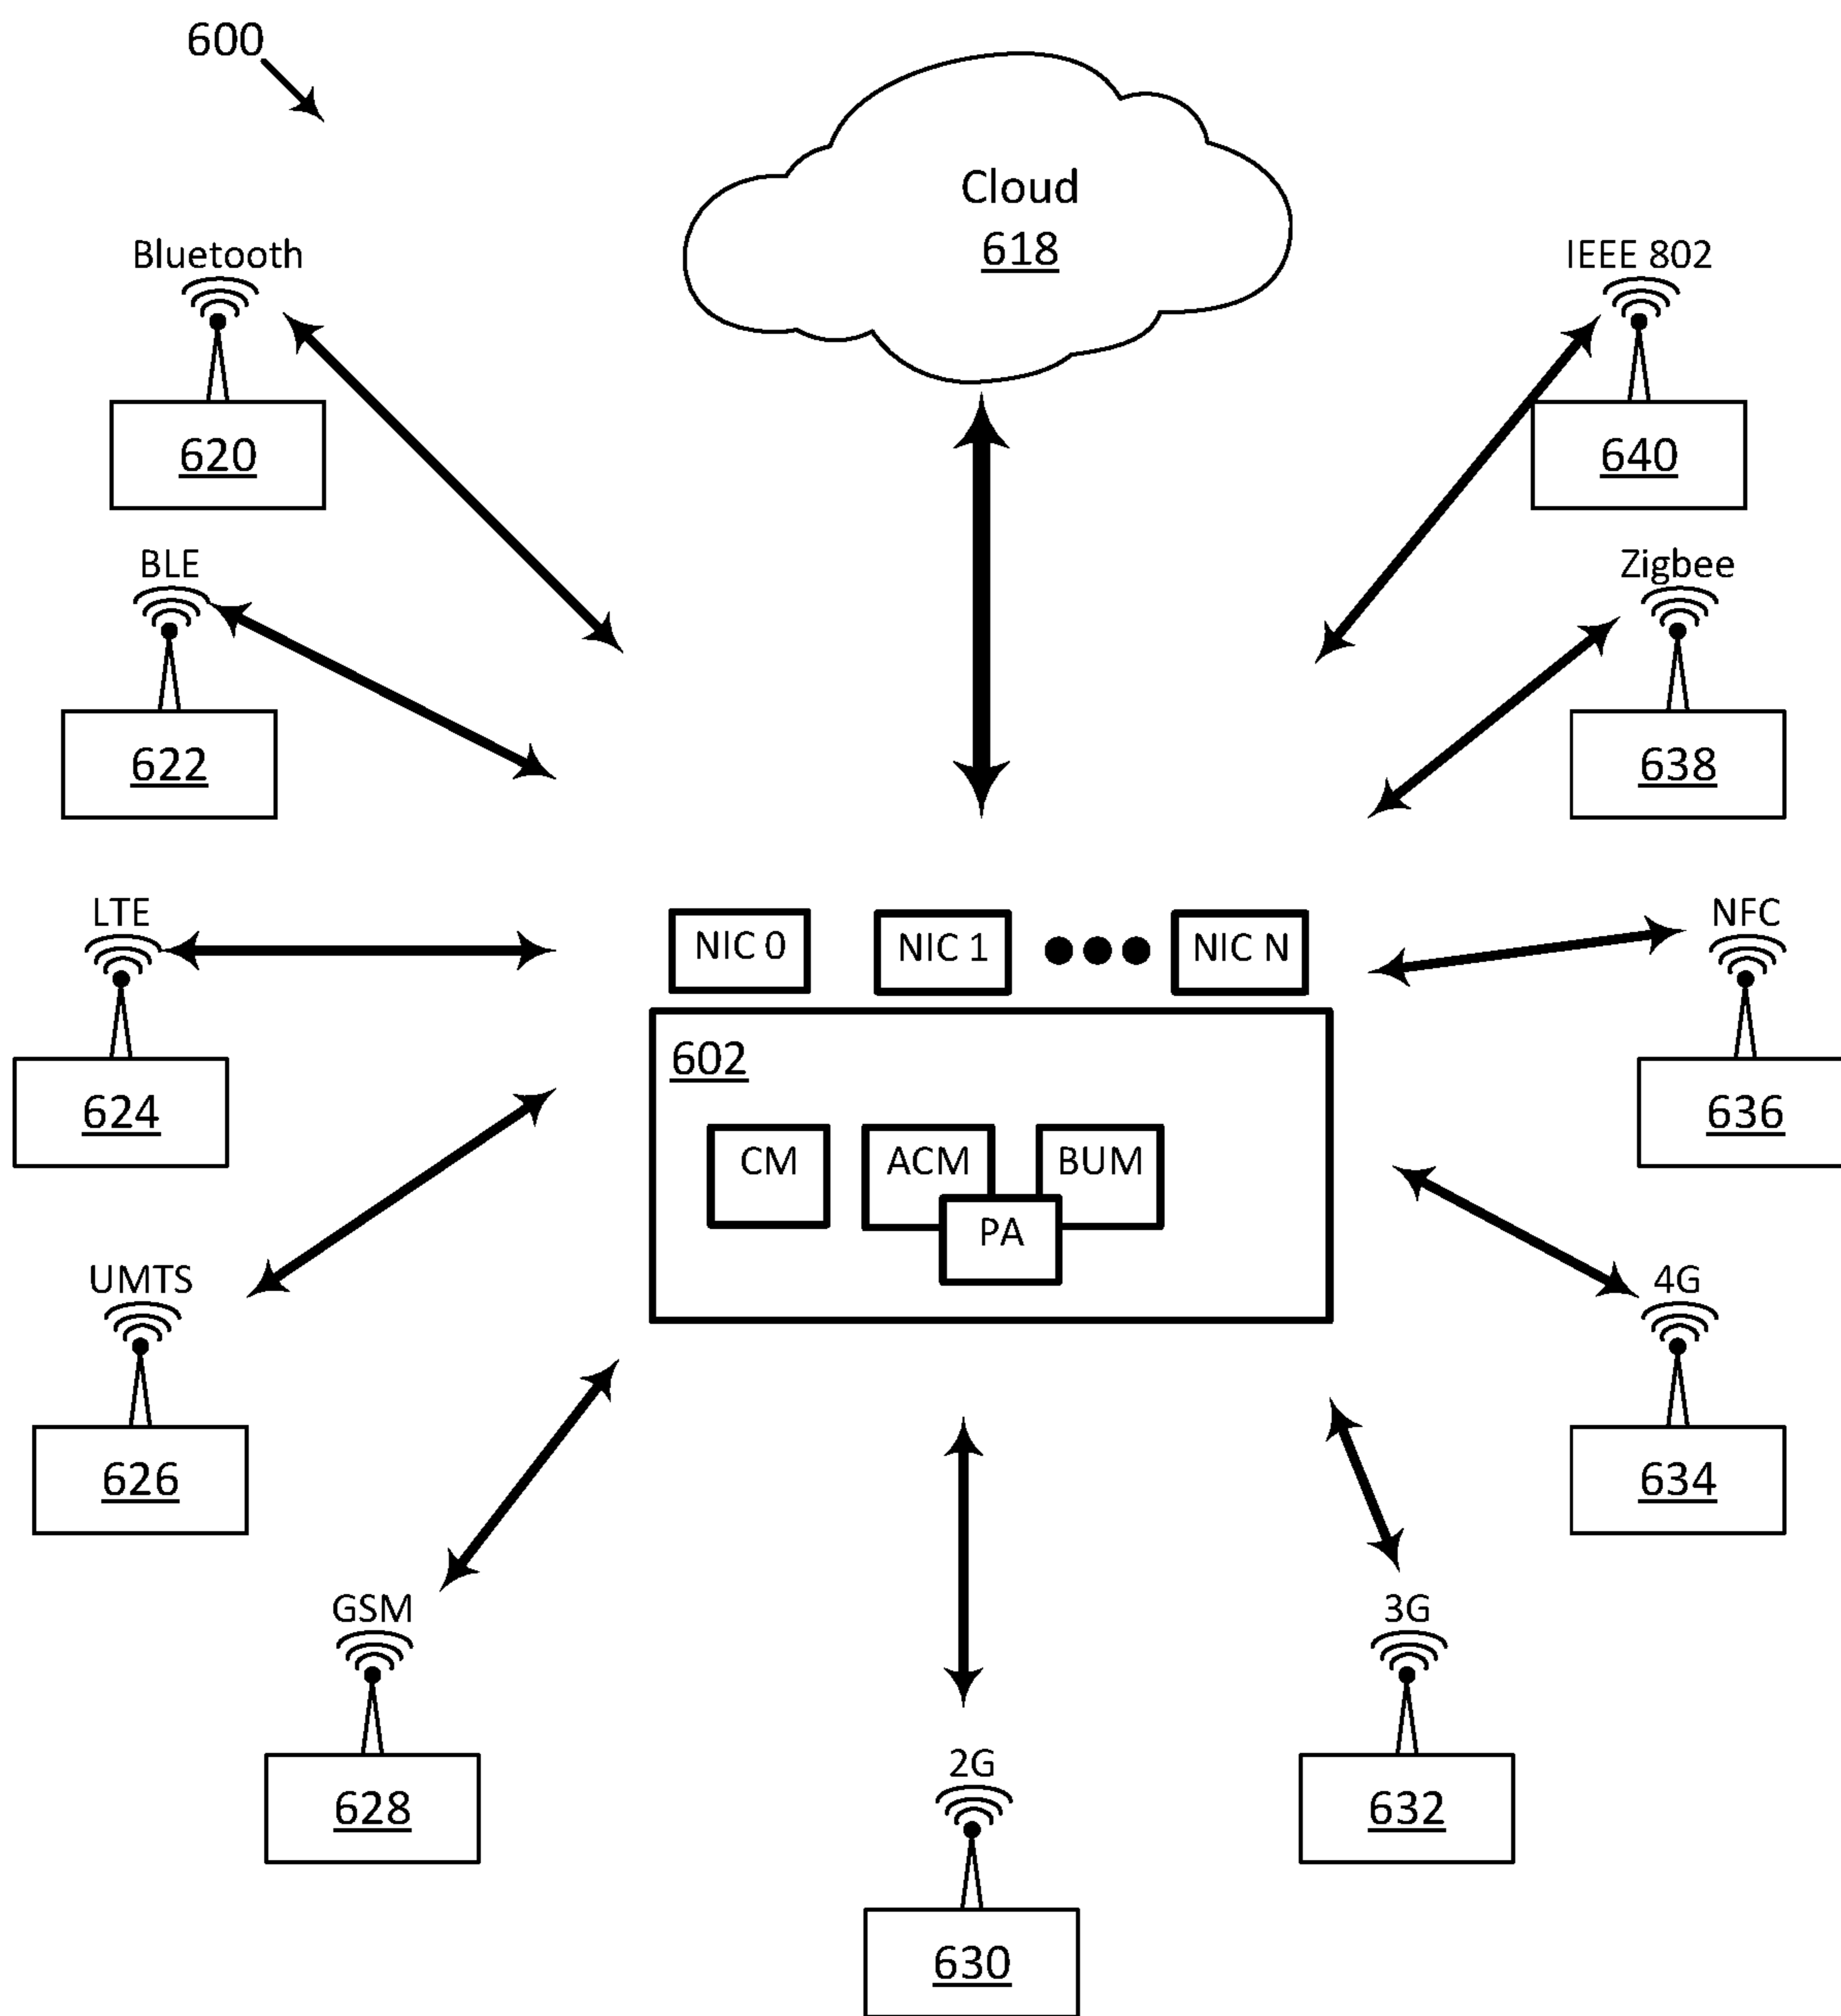 600
Cloud
618
Bluetooth
620
IEEE 802
640
BLE
622
Zigbee
638
LTE
624
NIC 0
NIC 1
NIC N
NFC
636
602
CM
ACM
BUM
PA
UMTS
626
4G
634
GSM
628
3G
632
2G
630